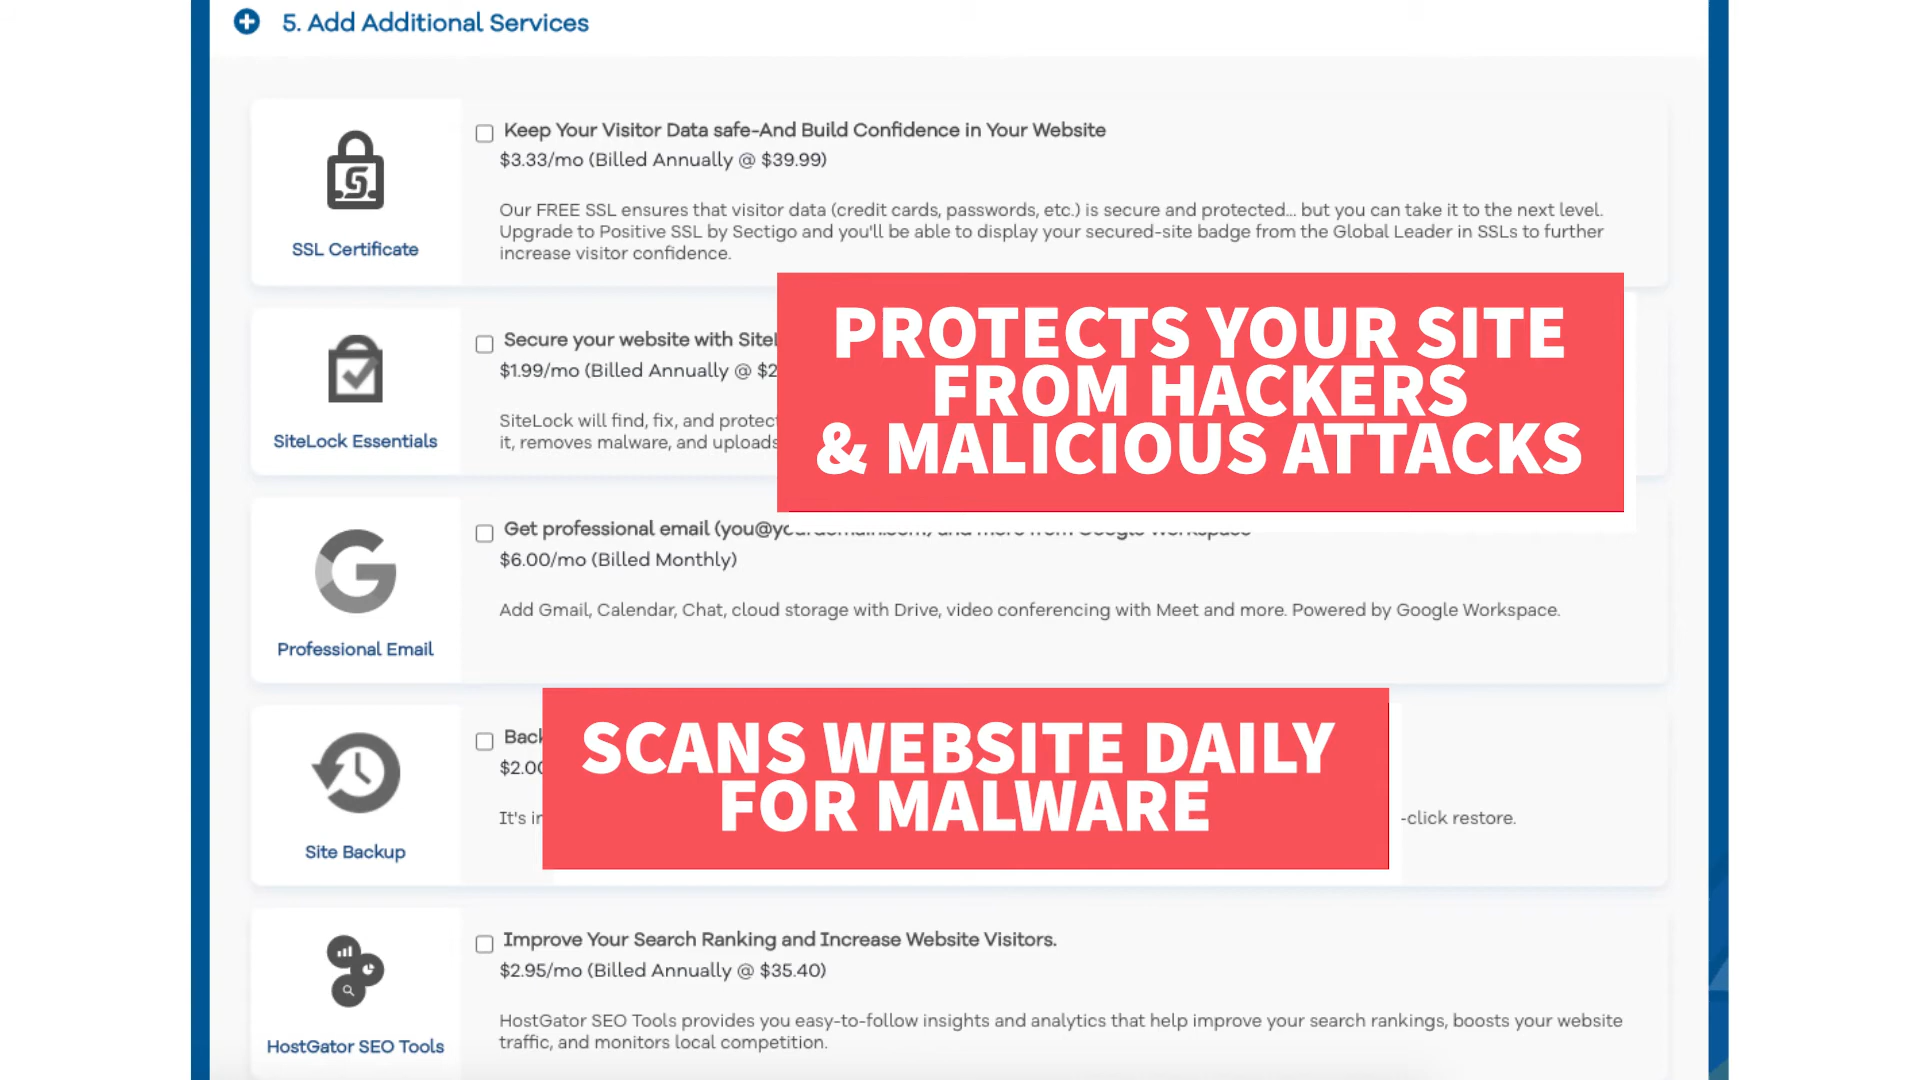 5. Add Additional Services
Keep Your Visitor Data safe-And Build Confidence in Your Website
$3.33/mo (Billed Annually @ $39.99)
Our FREE SSL ensures that visitor data (credit cards, passwords, etc.) is secure and protected... but you can take it to the next level.
Upgrade to Positive SSL by Sectigo and you'll be able to display your secured-site badge from the Global Leader in SSLs to further
increase visitor confidence.
SSL Certificate
Secure your website with
$1.99/mo (Billed Annually @
SiteLock will find, fix, and
it, removes malware, and uploads
SiteLock Essentials
PROTECTS YOUR SITE
FROM HACKERS
& MALICIOUS ATTACKS
Get professional email
$6.00/mo (Billed Monthly)
Add Gmail, Calendar, Chat, cloud storage with Drive, video conferencing with Meet and more. Powered by Google Workspace.
Professional Email
It's
-click restore.
Site Backup
SCANS WEBSITE DAILY
FOR MALWARE
Improve Your Search Ranking and Increase Website Visitors.
$2.95/mo (Billed Annually @ $35.40)
HostGator SEO Tools provides you easy-to-follow insights and analytics that help improve your search rankings, boosts your website
traffic, and monitors local competition.
HostGator SEO Tools